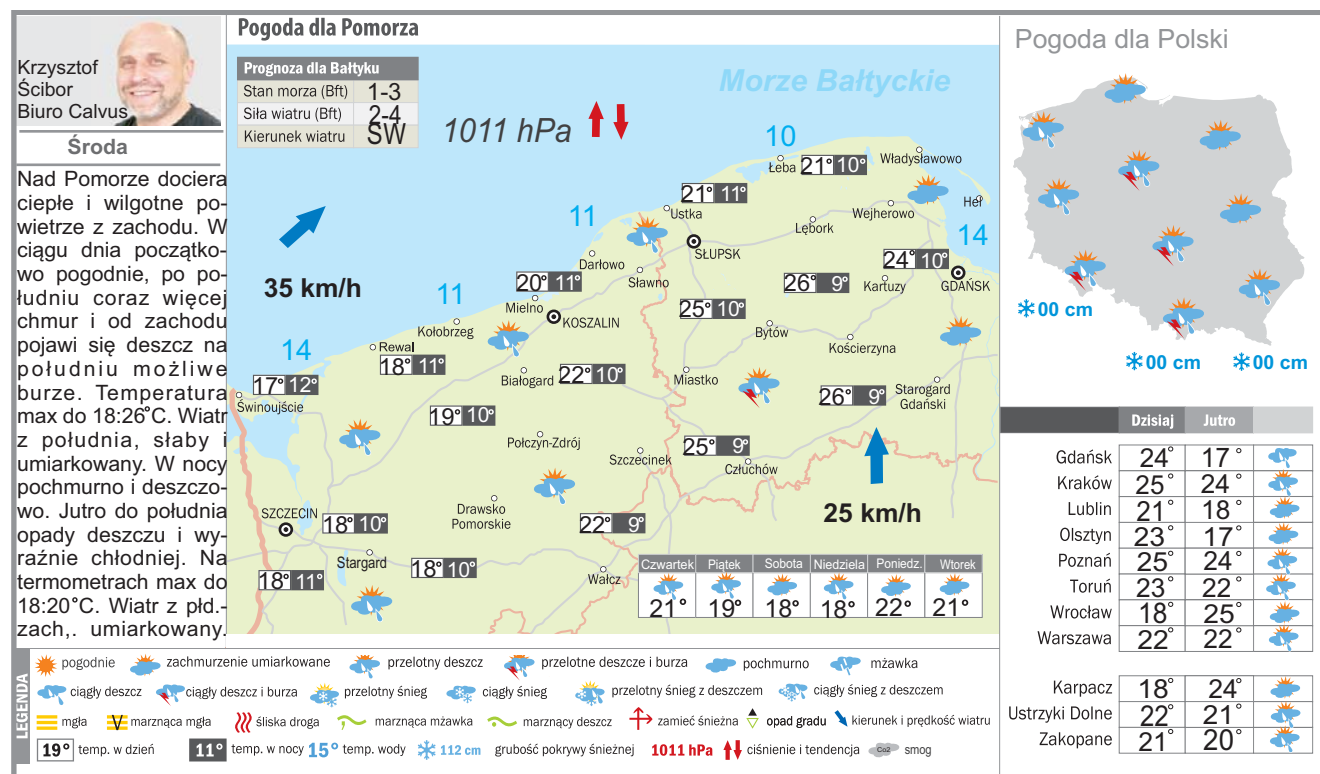 Krzysztof
Ścibor
Biuro Calvus
Środa
Nad Pomorze dociera
ciepłe i wilgotne po-
wietrze z zachodu. W
ciągu dnia początko-
wo pogodnie, po po-
łudniu coraz więcej
chmur i od zachodu
pojawi się deszcz na
południu możliwe
burze. Temperatura
max do 18:26°C. Wiatr
z południa, słaby i
umiarkowany. W nocy
pochmurno i deszczo-
wo. Jutro do południa
opady deszczu i wy-
raźnie chłodniej. Na
termometrach max do
18:20°C. Wiatr z płd.-
zach,. umiarkowany.
Pogoda dla Pomorza
Prognoza dla Bałtyku
Stan morza (Bft) 1-3
Siła wiatru (Bft) 2-4
Kierunek wiatru SW
1011 hPa
Morze Bałtyckie
35 km/h
10
Łeba
21° 10°
Władysławowo
Hel
21° 11°
Ustka
Wejherowo
Lębork
14
11
SŁUPSK
Darłowo
24° 10°
GDAŃSK
Kartuzy
26° 9°
Sławno
20° 11°
Mielno
KOSZALIN
11
Kołobrzeg
25° 10°
Bytów
Kościerzyna
14
Rewal
18° 11°
Białogard
22° 10°
Miastko
17° 12°
Świnoujście
Starogard
Gdański
26° 9°
19° 10°
Połczyn-Zdrój
Szczecinek
25° 9°
Człuchów
Drawsko
Pomorskie
22° 9°
25 km/h
SZCZECIN
18° 10°
Stargard
18° 10°
18° 11°
Wałcz
Czwartek Piątek Sobota Niedziela Poniedz. Wtorek
21° 19° 18° 18° 22° 21°
Pogoda dla Polski
00 cm
00 cm
00 cm
Dzisiaj Jutro
Gdańsk 24° 17°
Kraków 25° 24°
Lublin 21° 18°
Olsztyn 23° 17°
Poznań 25° 24°
Toruń 23° 22°
Wrocław 18° 25°
Warszawa 22° 22°
Karpacz 18° 24°
Ustrzyki Dolne 22° 21°
Zakopane 21° 20°
LEGENDA
pogodnie zachmurzenie umiarkowane przelotny deszcz przelotne deszcze i burza pochmurno mżawka
ciągły deszcz ciągły deszcz i burza przelotny śnieg ciągły śnieg przelotny śnieg z deszczem ciągły śnieg z deszczem
mgła marznąca mgła śliska droga marznąca mżawka marznący deszcz zamieć śnieżna opad gradu kierunek i prędkość wiatru
19° temp. w dzień 11° temp. w nocy 15° temp. wody 112 cm grubość pokrywy śnieżnej 1011 hPa ciśnienie i tendencja Co2 smog